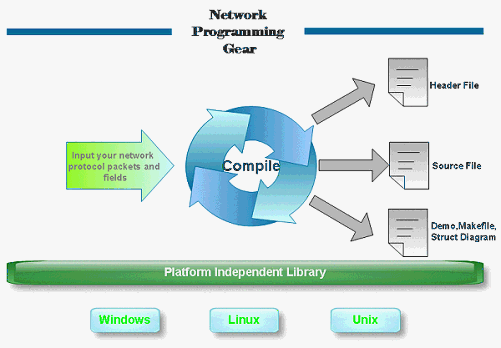 Network
Programming
Gear
Header File
Input your network
protocol packets and
fields
Compile
Source File
Demo,Makefile,
Struct Diagram
Platform Independent Library
Windows
Linux
Unix